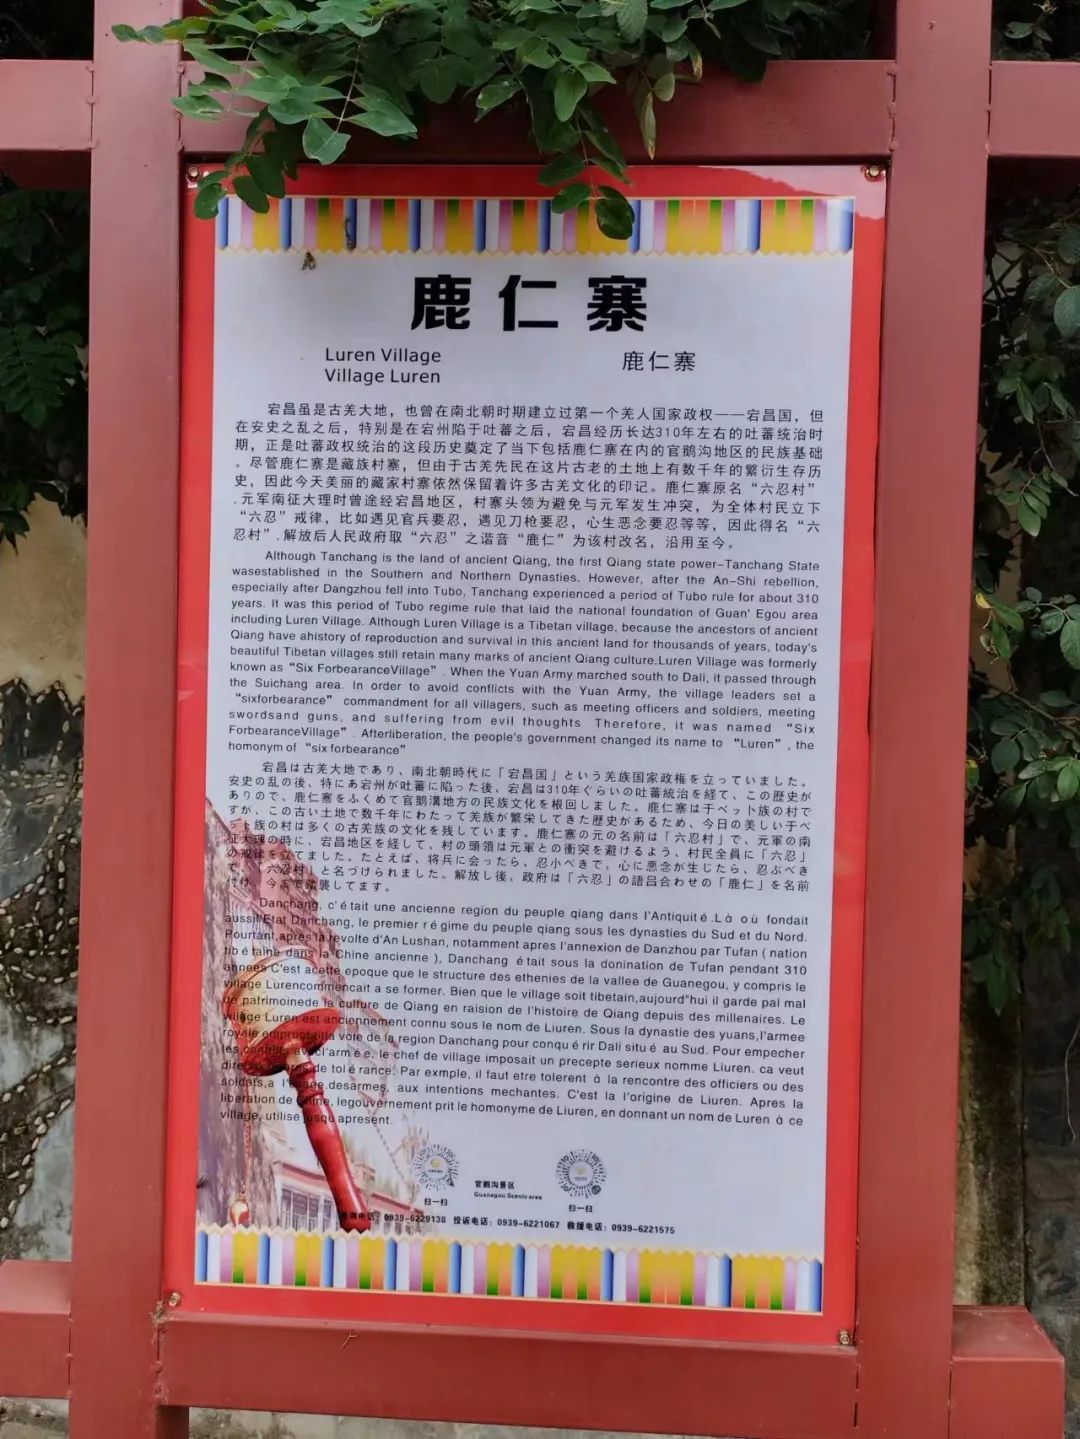 鹿仁寨
Luren Village
Village Luren
鹿仁寨
宕昌虽是古羌大地，也曾在南北朝时期建立过第一个羌人国家政权——宕昌国，但
在安史之乱之后，特别是在宕州陷于吐蕃之后，宕昌经历长达310年左右的吐蕃统治时
期，正是吐蕃政权统治的这段历史奠定了当下包括鹿仁寨在内的官鹅沟地区的民族基础
。尽管鹿仁寨是藏族村寨，但由于古羌先民在这片古老的土地上有数千年的繁衍生存历
史，因此今天美丽的藏家村寨依然保留着许多古羌文化的印记。鹿仁寨原名“六忍村”
.元军南征大理时曾途经宕昌地区，村寨头领为避免与元军发生冲突，为全体村民立下
“六忍”戒律，比如遇见官兵要忍，遇见刀枪要忍，心生恶念要忍等等，因此得名“六
忍村”.解放后人民政府取“六忍”之谐音“鹿仁”为该村改名，沿用至今。
Although Tanchang is the land of ancient Qiang, the first Qiang state power-Tanchang State
wasestablished in the Southern and Northern Dynasties. However, after the An-Shi rebellion,
especially after Dangzhou fell into Tubo, Tanchang experienced a period of Tubo rule for about 310
years. It was this period of Tubo regime rule that laid the national foundation of Guan' Egou area
including Luren Village. Although Luren Village is a Tibetan village, because the ancestors of ancient
Qiang have ahistory of reproduction and survival in this ancient land for thousands of years, today's
beautiful Tibetan villages still retain many marks of ancient Qiang culture.Luren Village was formerly
known as “Six ForbearanceVillage” . When the Yuan Army marched south to Dali, it passed through
the Suichang area. In order to avoid conflicts with the Yuan Army, the village leaders set a
“sixforbearance” commandment for all villagers, such as meeting officers and soldiers, meeting
swordsand guns, and suffering from evil thoughts. Therefore, it was named “Six
ForbearanceVillage” . Afterliberation, the people's government changed its name to “Luren” , the
homonym of “six forbearance”
宕昌は古羌大地であり、南北朝時代に「宕昌国」という羌族国家政権を立っていました。
安史の乱の後、特にあ宕州が吐蕃に陥った後、宕昌は310年ぐらいの吐蕃統治を経て、この歴史が
ありので、鹿仁寨をふくめて官鹅溝地方の民族文化を根回しました。鹿仁寨は于ベット族の村で
すが、この古い土地で数千年にわたって羌族が繁栄してきた歴史があるため、今日の美しい于ベ
ット族の村は多くの古羌族の文化を残しています。鹿仁寨の元の名前は「六忍村」で、元軍の南
征大理の時に、宕昌地区を経して、村の頭領は元軍との衝突を避けるよう、村民全員に「六忍」
の戒律を立てました。たとえば、将兵に会ったら、忍小べきで、心に悪念が生じたら、忍ぶべき
で、「六忍村」と名づけられました。解放し後、政府は「六忍」の語呂合わせの「鹿仁」を名前
付け、今まで踏襲してます。
Danchang, c'était une ancienne region du peuple qiang dans l'Antiquité.Là où fondait
aussil'Etat Danchang, le premier régime du peuple qiang sous les dynasties du Sud et du Nord.
Pourtant,apres la revolte d'An Lushan, notamment apres l'annexion de Danzhou par Tufan ( nation
tibétaine dans la Chine ancienne ), Danchang était sous la donination de Tufan pendant 310
annees C'est acette epoque que le structure des ethenies de la vallee de Guanegou, y compris le
village Lurencommencait a se former. Bien que le village soit tibetain,aujourd"hui il garde pal mal
de patrimoinede la culture de Qiang en raision de l'histoire de Qiang depuis des millenaires. Le
village Luren est anciennement connu sous le nom de Liuren. Sous la dynastie des yuans,l'armee
royale empruntaitla voie de la region Danchang pour conquérir Dali situé au Sud. Pour empecher
les conflits avecl'armée, le chef de village imposait un precepte serieux nomme Liuren. ca veut
dire six de tolérance. Par exmple, il faut etre tolerent à la rencontre des officiers ou des
soldats,a l'usage.desarmes, aux intentions mechantes. C'est la l'origine de Liuren. Apres la
liberation de Chine, legouvernement prit le homonyme de Liuren, en donnant un nom de Luren à ce
village, utilise jusqu apresent.
扫一扫
官鹅沟景区
Guanegou Scenic area
扫一扫
电话：0939-6229138 投诉电话：0939-6221067 救援电话：0939-6221575